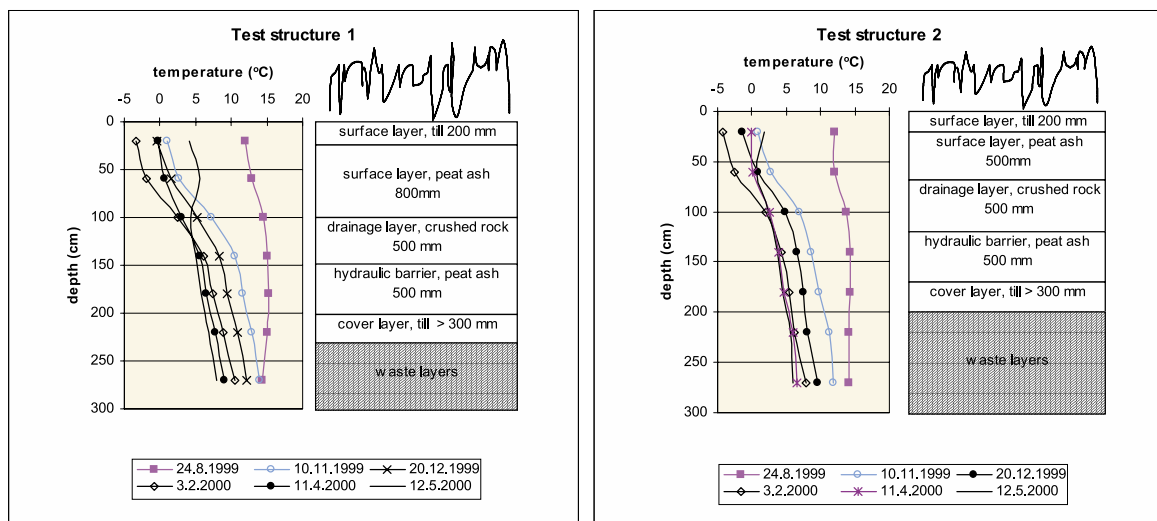 Test structure 1
temperature (°C)
-5 0 5 10 15 20
depth (cm)
0
50
100
150
200
250
300
surface layer, till 200 mm
surface layer, peat ash
800mm
drainage layer, crushed rock
500 mm
hydraulic barrier, peat ash
500 mm
cover layer, till > 300 mm
waste layers
24.8.1999 10.11.1999 20.12.1999
3.2.2000 11.4.2000 12.5.2000
Test structure 2
temperature (°C)
-5 0 5 10 15 20
depth (cm)
0
50
100
150
200
250
300
surface layer, till 200 mm
surface layer, peat ash
500mm
drainage layer, crushed rock
500 mm
hydraulic barrier, peat ash
500 mm
cover layer, till > 300 mm
waste layers
24.8.1999 10.11.1999 20.12.1999
3.2.2000 11.4.2000 12.5.2000